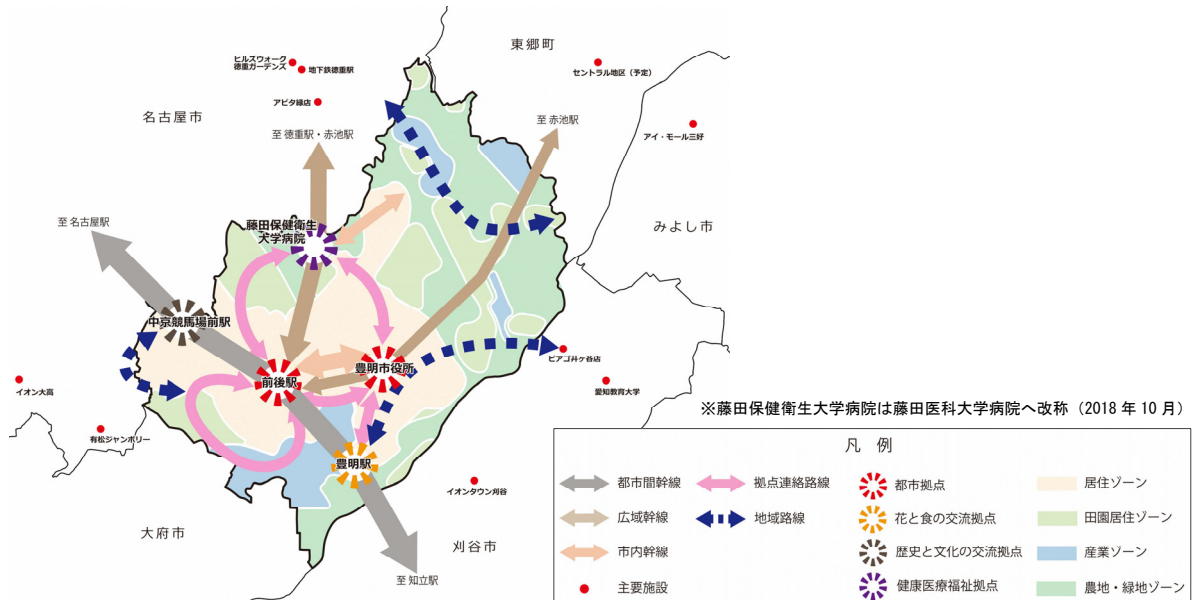 東郷町
ヒルズウォーク
徳重ガーデンズ
地下鉄徳重駅
セントラル地区（予定）
アピタ緑店
名古屋市
至 徳重駅・赤池駅
至 赤池駅
アイ・モール三好
至 名古屋駅
藤田保健衛生
大学病院
みよし市
中京競馬場前駅
豊明市役所
ピアゴ井ヶ谷店
前後駅
イオン大高
愛知教育大学
※藤田保健衛生大学病院は藤田医科大学病院へ改称（2018 年 10 月）
有松ジャンボリー
豊明駅
イオンタウン刈谷
大府市
刈谷市
至 知立駅
凡 例
都市間幹線
拠点連絡路線
都市拠点
居住ゾーン
広域幹線
地域路線
花と食の交流拠点
田園居住ゾーン
市内幹線
歴史と文化の交流拠点
産業ゾーン
主要施設
健康医療福祉拠点
農地・緑地ゾーン